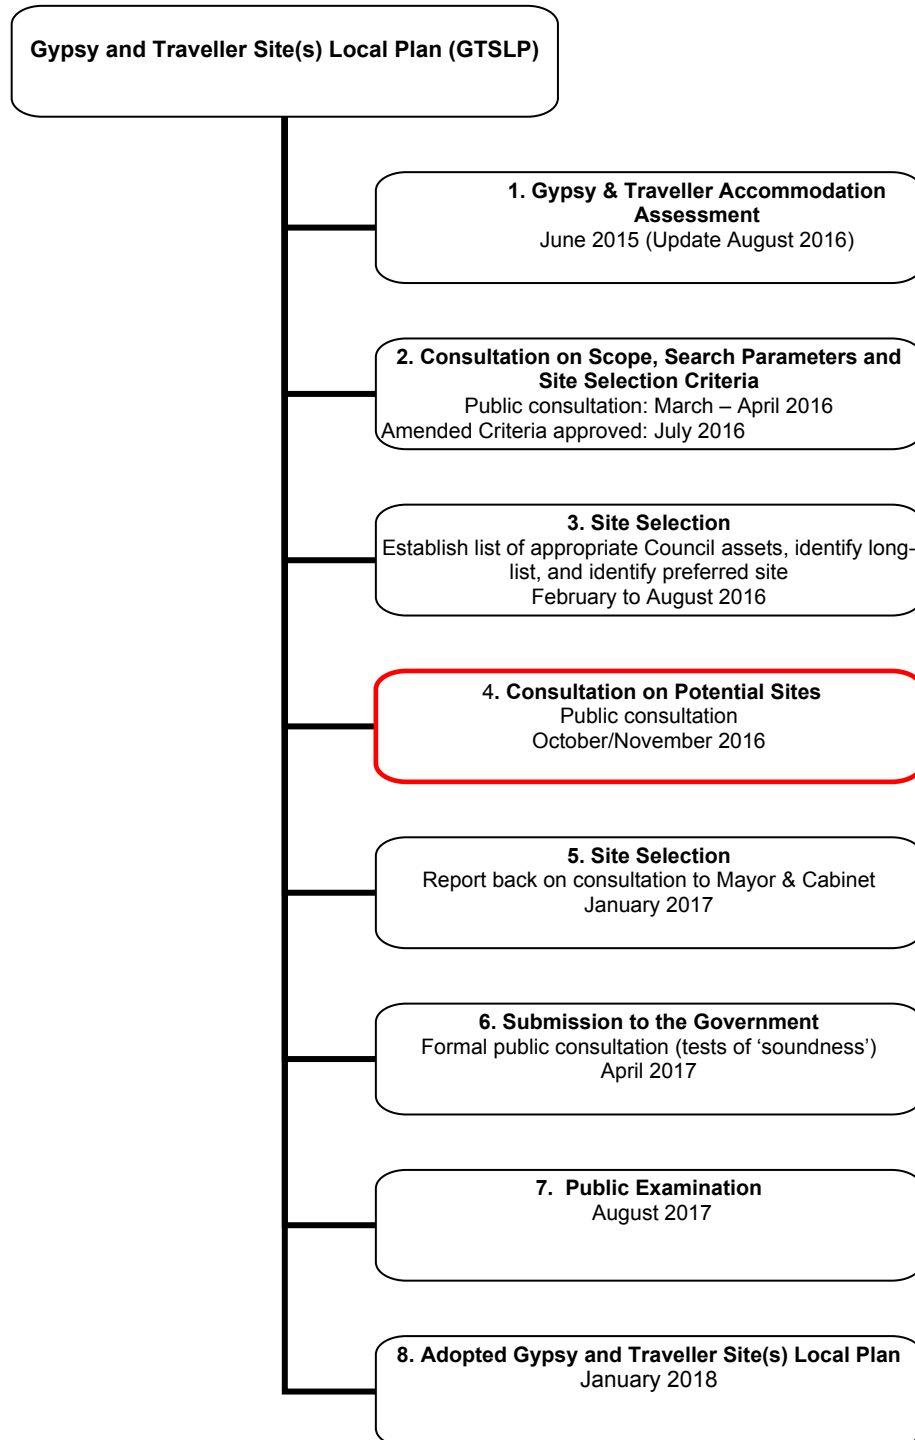 Gypsy and Traveller Site(s) Local Plan (GTSLP)
1. Gypsy & Traveller Accommodation
Assessment
June 2015 (Update August 2016)
2. Consultation on Scope, Search Parameters and
Site Selection Criteria
Public consultation: March – April 2016
Amended Criteria approved: July 2016
3. Site Selection
Establish list of appropriate Council assets, identify long-
list, and identify preferred site
February to August 2016
4. Consultation on Potential Sites
Public consultation
October/November 2016
5. Site Selection
Report back on consultation to Mayor & Cabinet
January 2017
6. Submission to the Government
Formal public consultation (tests of ‘soundness’)
April 2017
7. Public Examination
August 2017
8. Adopted Gypsy and Traveller Site(s) Local Plan
January 2018